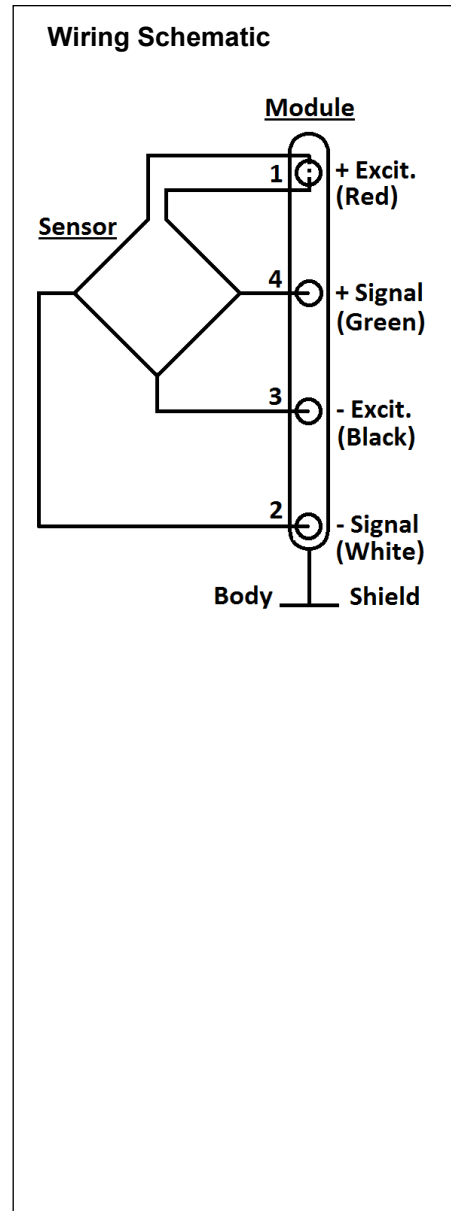 Wiring Schematic
Module
1
+ Excit.
(Red)
Sensor
4
+ Signal
(Green)
3
- Excit.
(Black)
2
- Signal
(White)
Body
Shield